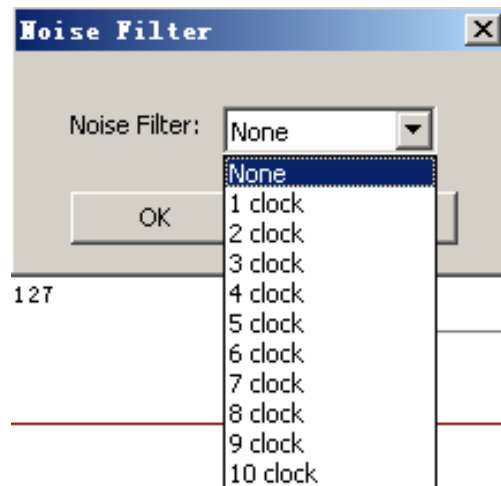 Noise Filter
Noise Filter: None
None
1 clock
OK
2 clock
3 clock
127
4 clock
5 clock
6 clock
7 clock
8 clock
9 clock
10 clock